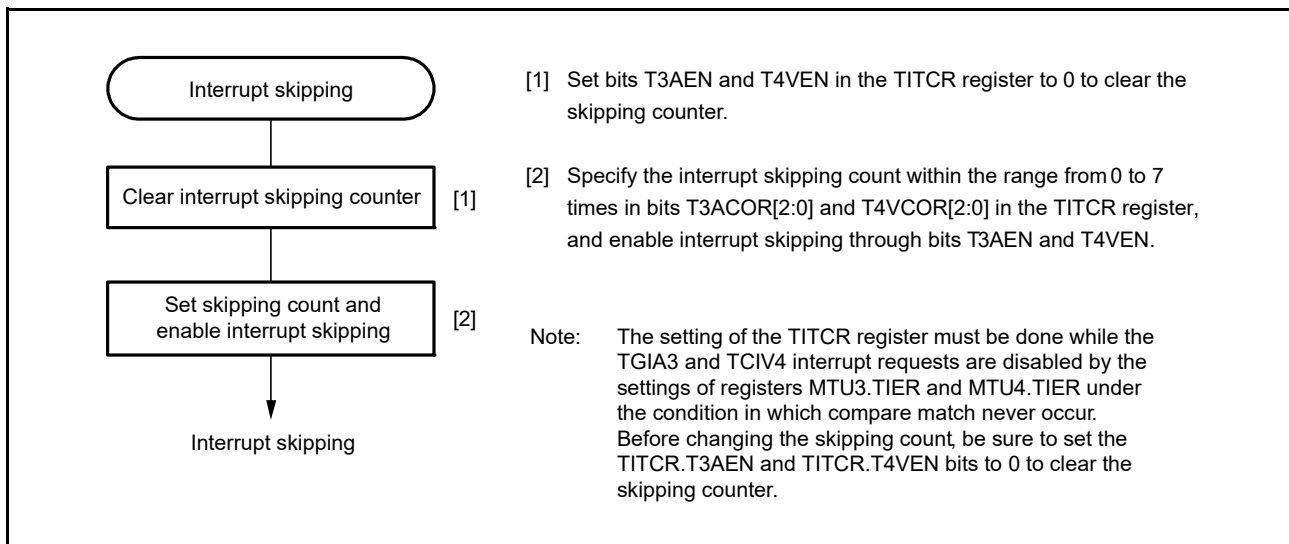 Interrupt skipping
Clear interrupt skipping counter [1]
Set skipping count and
enable interrupt skipping [2]
Interrupt skipping
[1] Set bits T3AEN and T4VEN in the TITCR register to 0 to clear the
skipping counter.
[2] Specify the interrupt skipping count within the range from 0 to 7
times in bits T3ACOR[2:0] and T4VCOR[2:0] in the TITCR register,
and enable interrupt skipping through bits T3AEN and T4VEN.
Note: The setting of the TITCR register must be done while the
TGIA3 and TCIV4 interrupt requests are disabled by the
settings of registers MTU3.TIER and MTU4.TIER under
the condition in which compare match never occur.
Before changing the skipping count, be sure to set the
TITCR.T3AEN and TITCR.T4VEN bits to 0 to clear the
skipping counter.